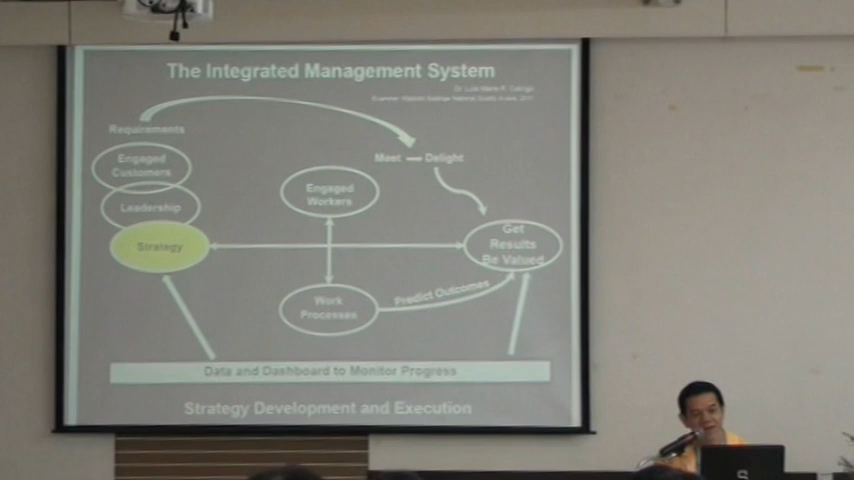 The Integrated Management System
Requirements
Meet — Delight
Engaged
Customers
Leadership
Strategy
Engaged
Workers
Get
Results
Be Valued
Work
Processes
Predict Outcomes
Data and Dashboard to Monitor Progress
Strategy Development and Execution
S